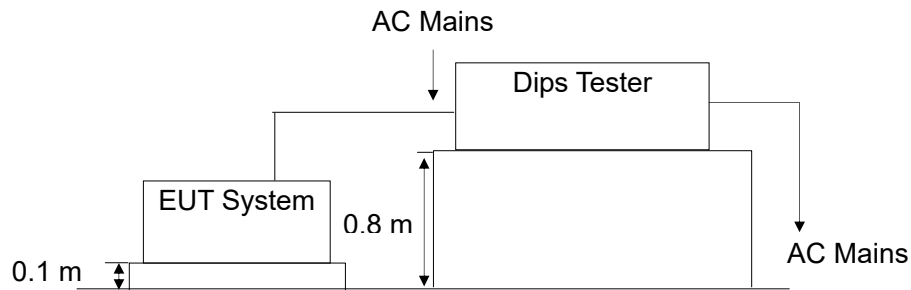 AC Mains
Dips Tester
EUT System
0.8 m
0.1 m
AC Mains